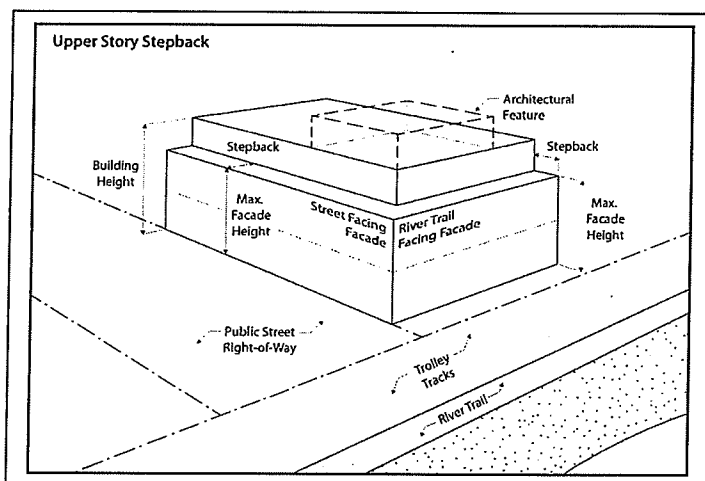 Upper Story Stepback
Architectural
Feature
Stepback
Stepback
Building
Height
Max.
Facade
Height
Street Facing
Facade
River Trail
Facing Facade
Max.
Facade
Height
Public Street
Right-of-Way
Trolley
Tracks
River Trail